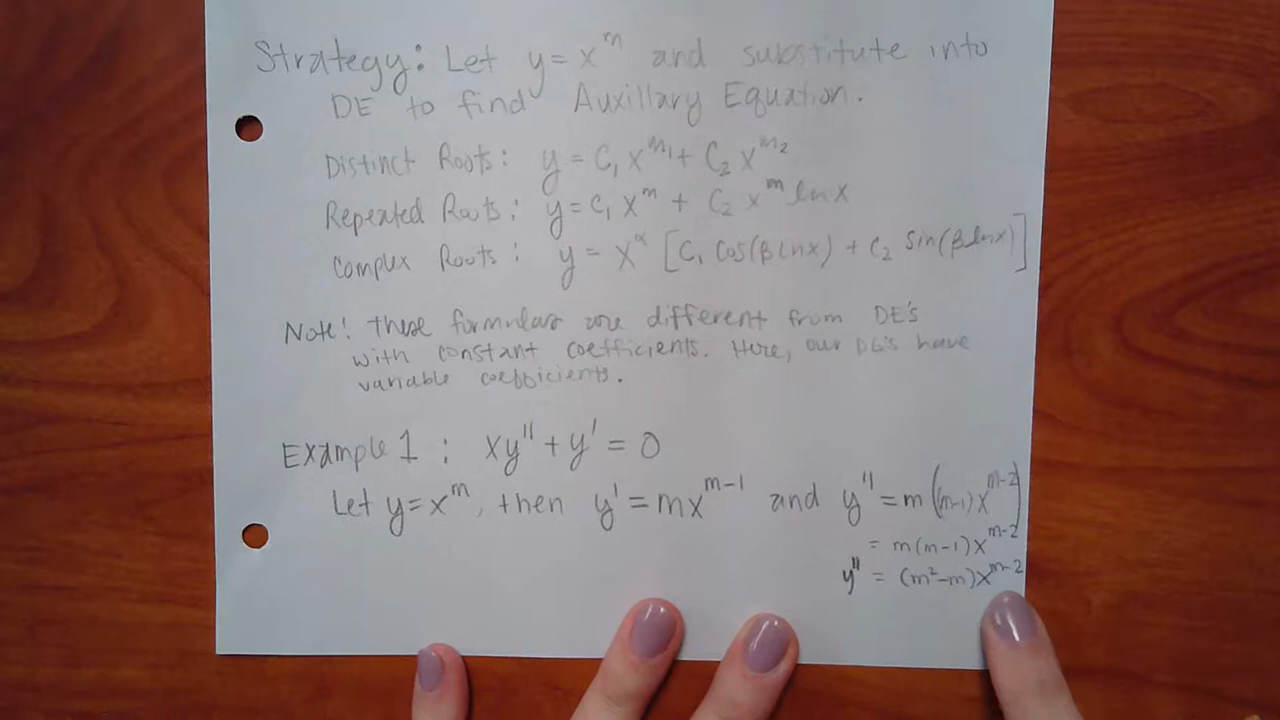 Strategy: Let y = x^m and substitute into
DE to find Auxillary Equation.
Distinct Roots: y = C₁ x^m₁ + C₂ x^m₂
Repeated Roots: y = C₁ x^m + C₂ x^m ln x
Complex Roots: y = x^α [C₁ cos(β ln x) + C₂ sin(β ln x)]
Note! These formulas are different from DE's
with constant coefficients. Here, our DE's have
variable coefficients.
Example 1: xy'' + y' = 0
Let y = x^m, then y' = mx^(m-1) and y'' = m((m-1)x^(m-2))
= m(m-1)x^(m-2)
y'' = (m²-m)x^(m-2)